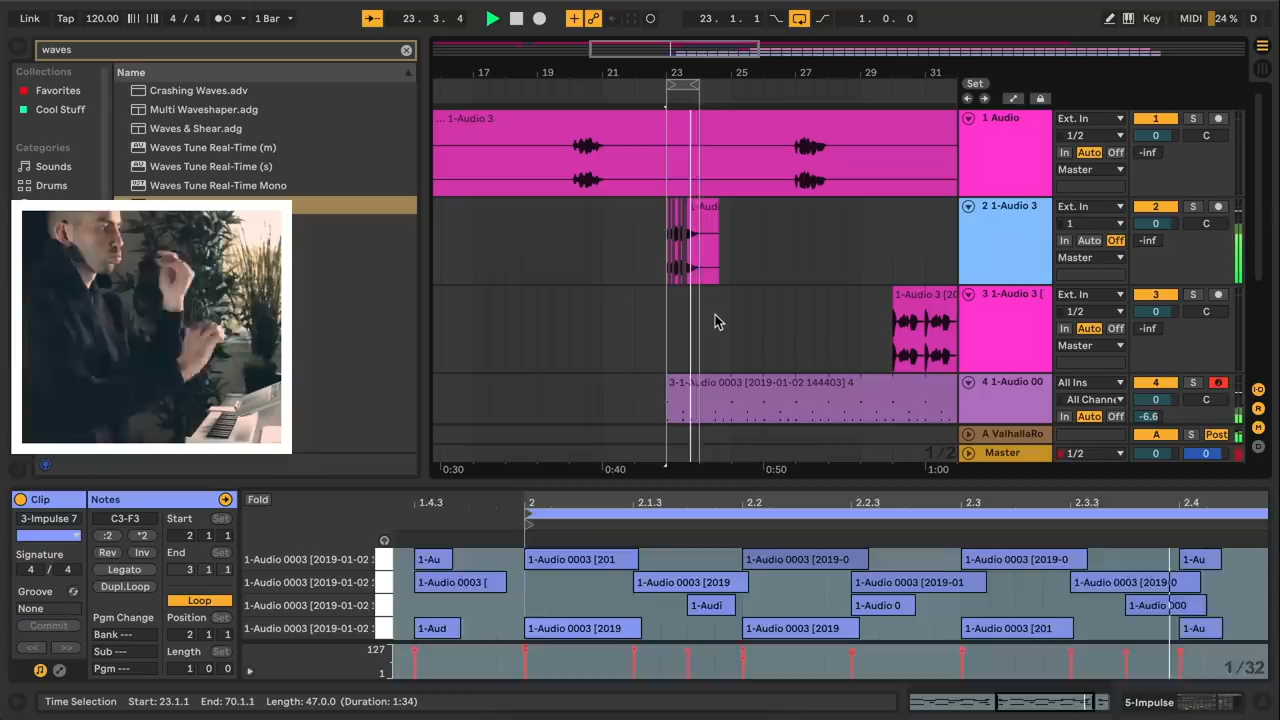 Link Tap 120.00 4 / 4 1 Bar 23. 3. 4 23. 1. 1 1. 0. 0 Key MIDI 24 % D
waves
Collections
Favorites
Cool Stuff
Categories
Sounds
Drums
Name
Crashing Waves.adv
Multi Waveshaper.adg
Waves & Shear.adg
Waves Tune Real-Time (m)
Waves Tune Real-Time (s)
Waves Tune Real-Time Mono
17 19 21 23 25 27 29 31
Set
... 1-Audio 3
1 Audio Ext. In 1 S
1/2 0 C
In Auto Off -inf
Master
1-Audi
2 1-Audio 3 Ext. In 2 S
1 0 C
In Auto Off -inf
Master
1-Audio 3 [20
3 1-Audio 3 [ Ext. In 3 S
1/2 0 C
In Auto Off -inf
Master
3-1-Audio 0003 [2019-01-02 144403] 4
4 1-Audio 00 All Ins 4 S
All Channe 0 C
In Auto Off -6.6
A ValhallaRo A S Post
1/2 Master 1/2 0 0
0:30 0:40 0:50 1:00
I-O
R
M
D
Clip
3-Impulse 7
Signature
4 / 4
Groove
None
Commit
<< >>
Notes
C3-F3
:2 *2
Rev Inv
Legato
Dupl.Loop
Pgm Change
Bank ---
Sub ---
Pgm ---
Start Set
2 1 1
End Set
3 1 1
Loop
Position Set
2 1 1
Length Set
1 0 0
Fold
1.4.3 2 2.1.3 2.2 2.2.3 2.3 2.3.3 2.4
1-Audio 0003 [2019-01-02 1 1-Au 1-Audio 0003 [201 1-Audio 0003 [2019-0 1-Audio 0003 [2019-0 1-Au
1-Audio 0003 [2019-01-02 1 1-Audio 0003 [ 1-Audio 0003 [2019 1-Audio 0003 [2019-01 1-Audio 0003 [2019-0
1-Audio 0003 [2019-01-02 1 1-Audi 1-Audio 0 1-Audio 000
1-Audio 0003 [2019-01-02 1 1-Aud 1-Audio 0003 [2019 1-Audio 0003 [2019 1-Audio 0003 [201 1-Au
127
1
1/32
Time Selection Start: 23.1.1 End: 70.1.1 Length: 47.0.0 (Duration: 1:34)
5-Impulse